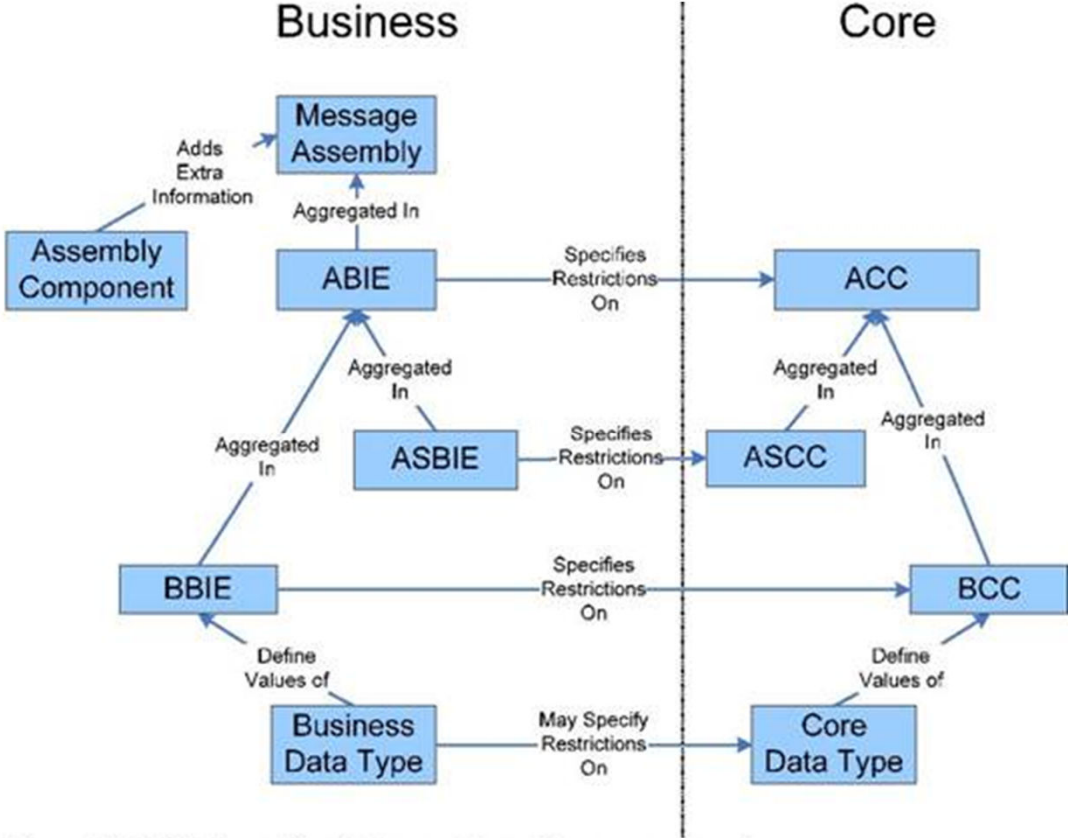 Business
Core
Message
Assembly
Adds
Extra
Information
Aggregated In
Assembly
Component
ABIE
Specifies
Restrictions
On
ACC
Aggregated
In
Aggregated
In
Aggregated
In
Aggregated
In
ASBIE
Specifies
Restrictions
On
ASCC
BBIE
Specifies
Restrictions
On
BCC
Define
Values of
Define
Values of
Business
Data Type
May Specify
Restrictions
On
Core
Data Type